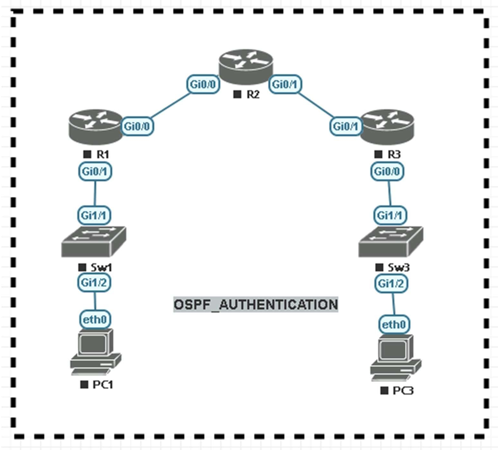 Gi0/0
Gi0/1
R2
Gi0/0
Gi0/1
R1
R3
Gi0/1
Gi0/0
Gi1/1
Gi1/1
Sw1
Sw3
Gi1/2
Gi1/2
OSPF_AUTHENTICATION
eth0
eth0
PC1
PC3